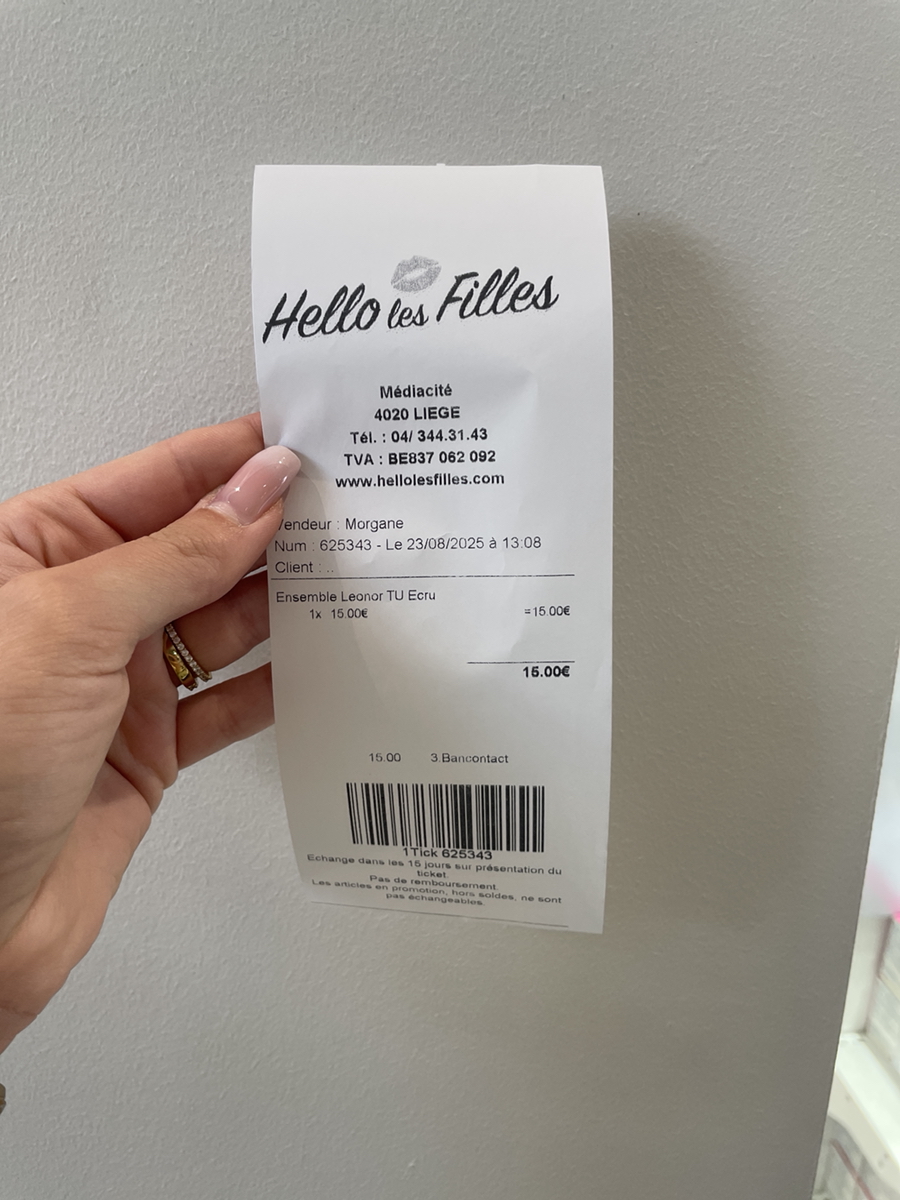 Hello les Filles
Médiacité
4020 LIEGE
Tél. : 04/ 344.31.43
TVA : BE837 062 092
www.hellolesfilles.com
Vendeur : Morgane
Num : 625343 - Le 23/08/2025 à 13:08
Client : ..
Ensemble Leonor TU Ecru
1x 15.00€ =15.00€
15.00€
15.00 3.Bancontact
1Tick 625343
Echange dans les 15 jours sur présentation du
ticket.
Pas de remboursement.
Les articles en promotion, hors soldes, ne sont
pas échangeables.